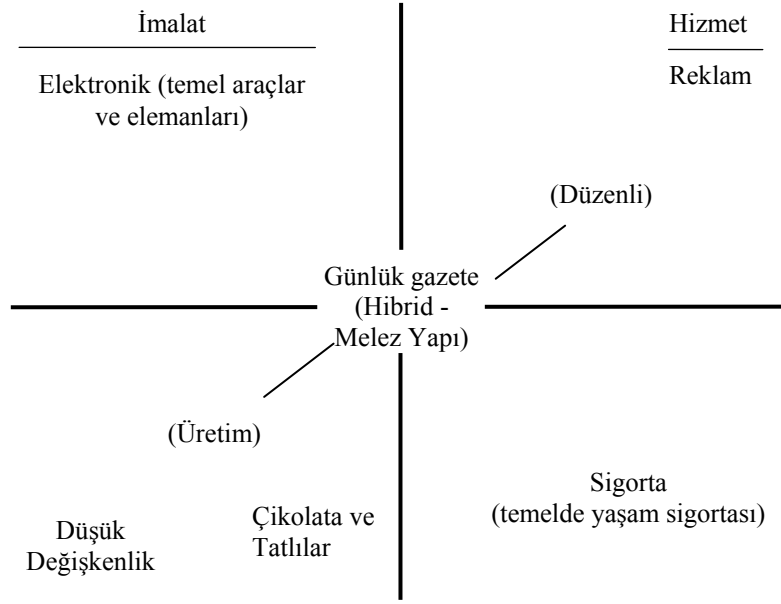 İmalat
Hizmet
Elektronik (temel araçlar
ve elemanları)
Reklam
(Düzenli)
Günlük gazete
(Hibrid -
Melez Yapı)
(Üretim)
Sigorta
(temelde yaşam sigortası)
Düşük
Değişkenlik
Çikolata ve
Tatlılar